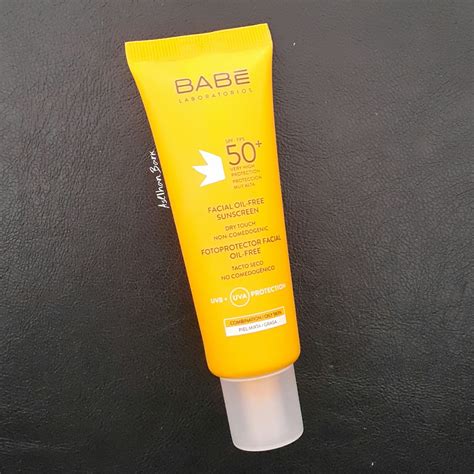 BABĒ
LABORATORIOS
SPF · FPS
50+
VERY HIGH
PROTECTION
PROTECCIÓN
MUY ALTA
FACIAL OIL-FREE
SUNSCREEN
DRY TOUCH
NON-COMEDOGENIC
FOTOPROTECTOR FACIAL
OIL-FREE
TACTO SECO
NO COMEDOGÉNICO
UVB + UVA PROTECTION
COMBINATION / OILY SKIN
PIEL MIXTA / GRASA